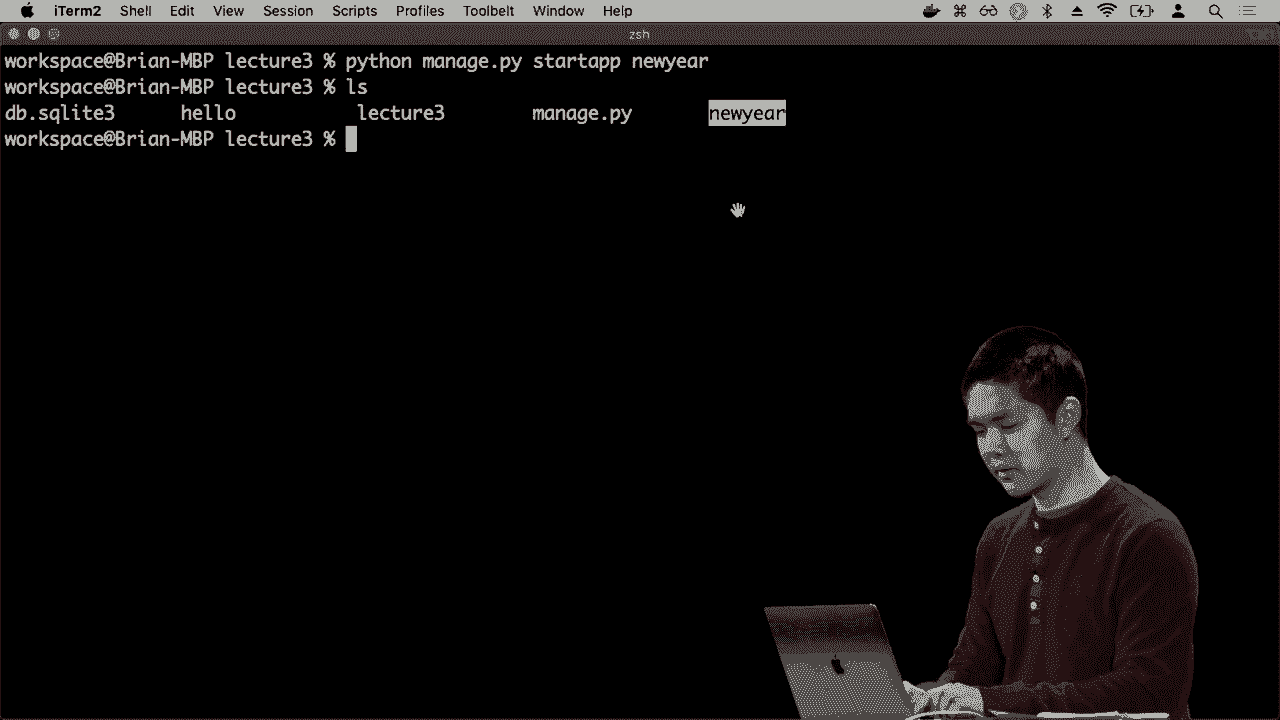 iTerm2 Shell Edit View Session Scripts Profiles Toolbelt Window Help
zsh
workspace@Brian-MBP lecture3 % python manage.py startapp newyear
workspace@Brian-MBP lecture3 % ls
db.sqlite3 hello lecture3 manage.py newyear
workspace@Brian-MBP lecture3 %